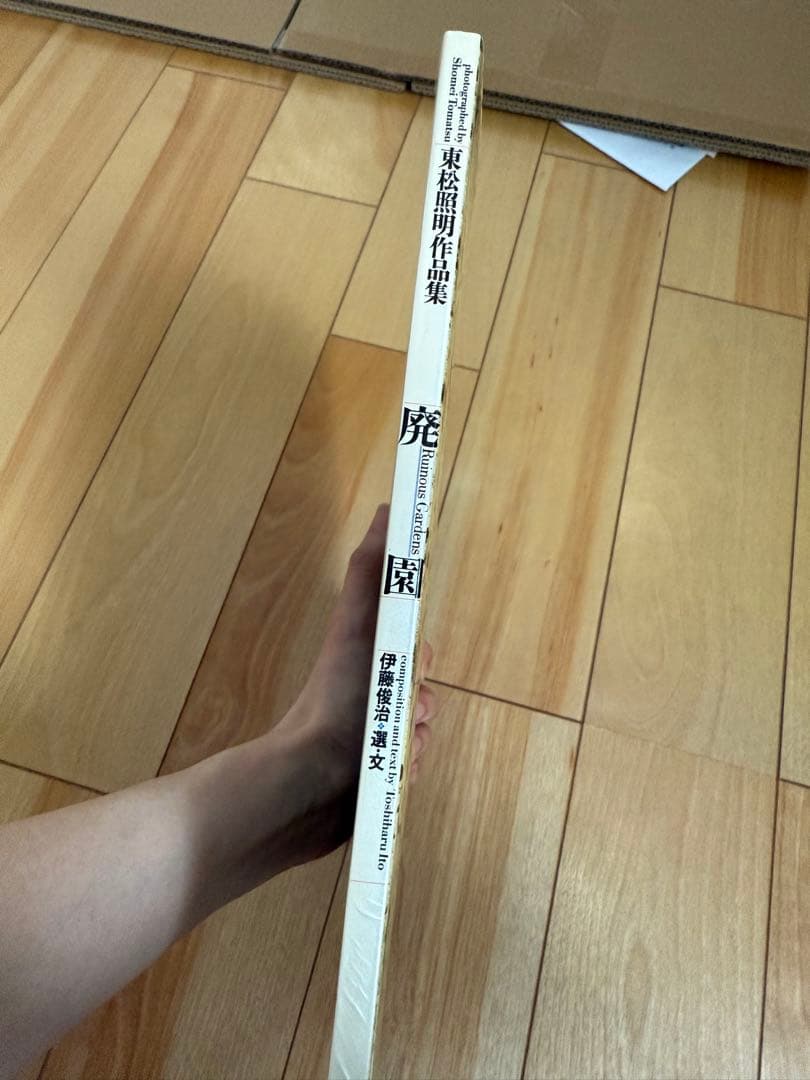 photographed by
Shomei Tomatsu
東松照明作品集
廃園
Ruinous Gardens
composition and text by Toshiharu Ito
伊藤俊治・選・文